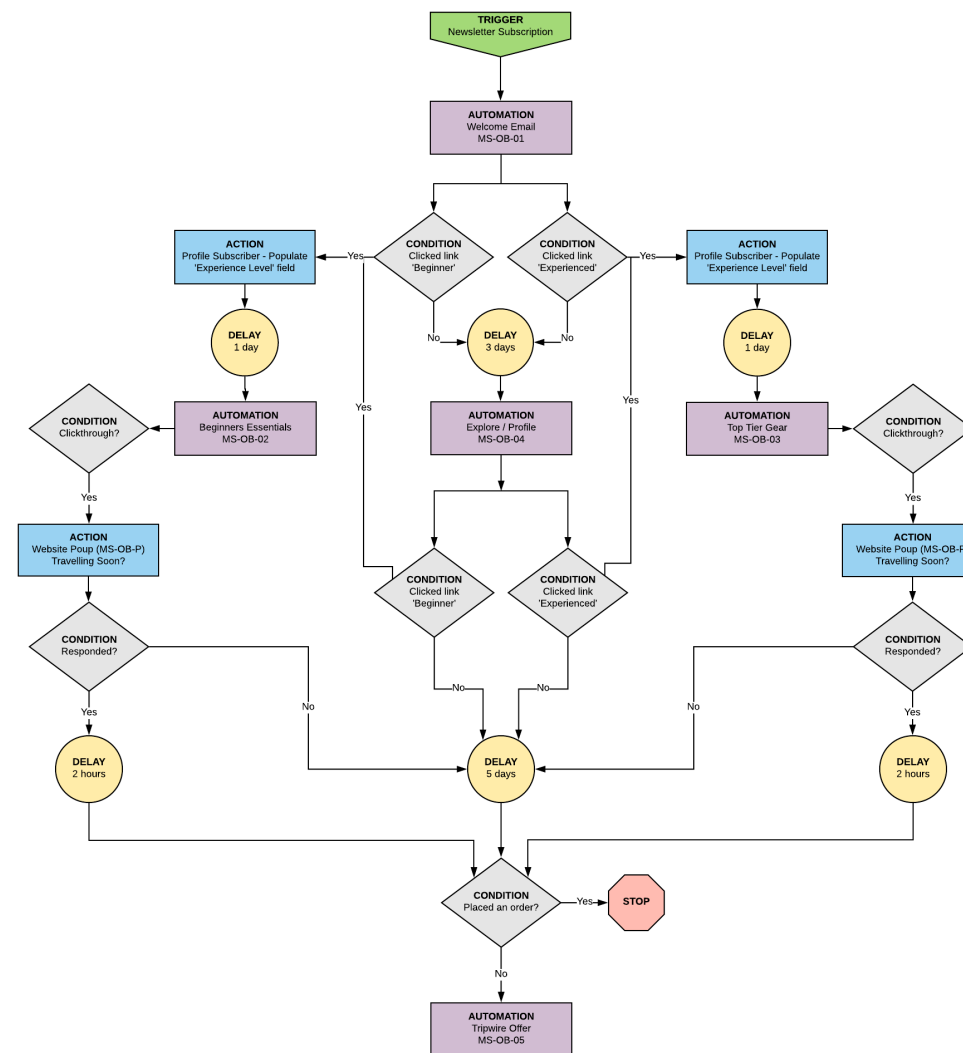 TRIGGER
Newsletter Subscription
AUTOMATION
Welcome Email
MS-OB-01
CONDITION
Clicked link
'Beginner'
CONDITION
Clicked link
'Experienced'
Yes
Yes
ACTION
Profile Subscriber - Populate
'Experience Level' field
ACTION
Profile Subscriber - Populate
'Experience Level' field
No
No
DELAY
1 day
DELAY
3 days
DELAY
1 day
Yes
Yes
CONDITION
Clickthrough?
AUTOMATION
Beginners Essentials
MS-OB-02
AUTOMATION
Explore / Profile
MS-OB-04
AUTOMATION
Top Tier Gear
MS-OB-03
CONDITION
Clickthrough?
Yes
Yes
ACTION
Website Poup (MS-OB-P)
Travelling Soon?
CONDITION
Clicked link
'Beginner'
CONDITION
Clicked link
'Experienced'
ACTION
Website Poup (MS-OB-P
Travelling Soon?
CONDITION
Responded?
CONDITION
Responded?
No
No
Yes
No
No
Yes
DELAY
2 hours
DELAY
5 days
DELAY
2 hours
CONDITION
Placed an order?
Yes
STOP
No
AUTOMATION
Tripwire Offer
MS-OB-05